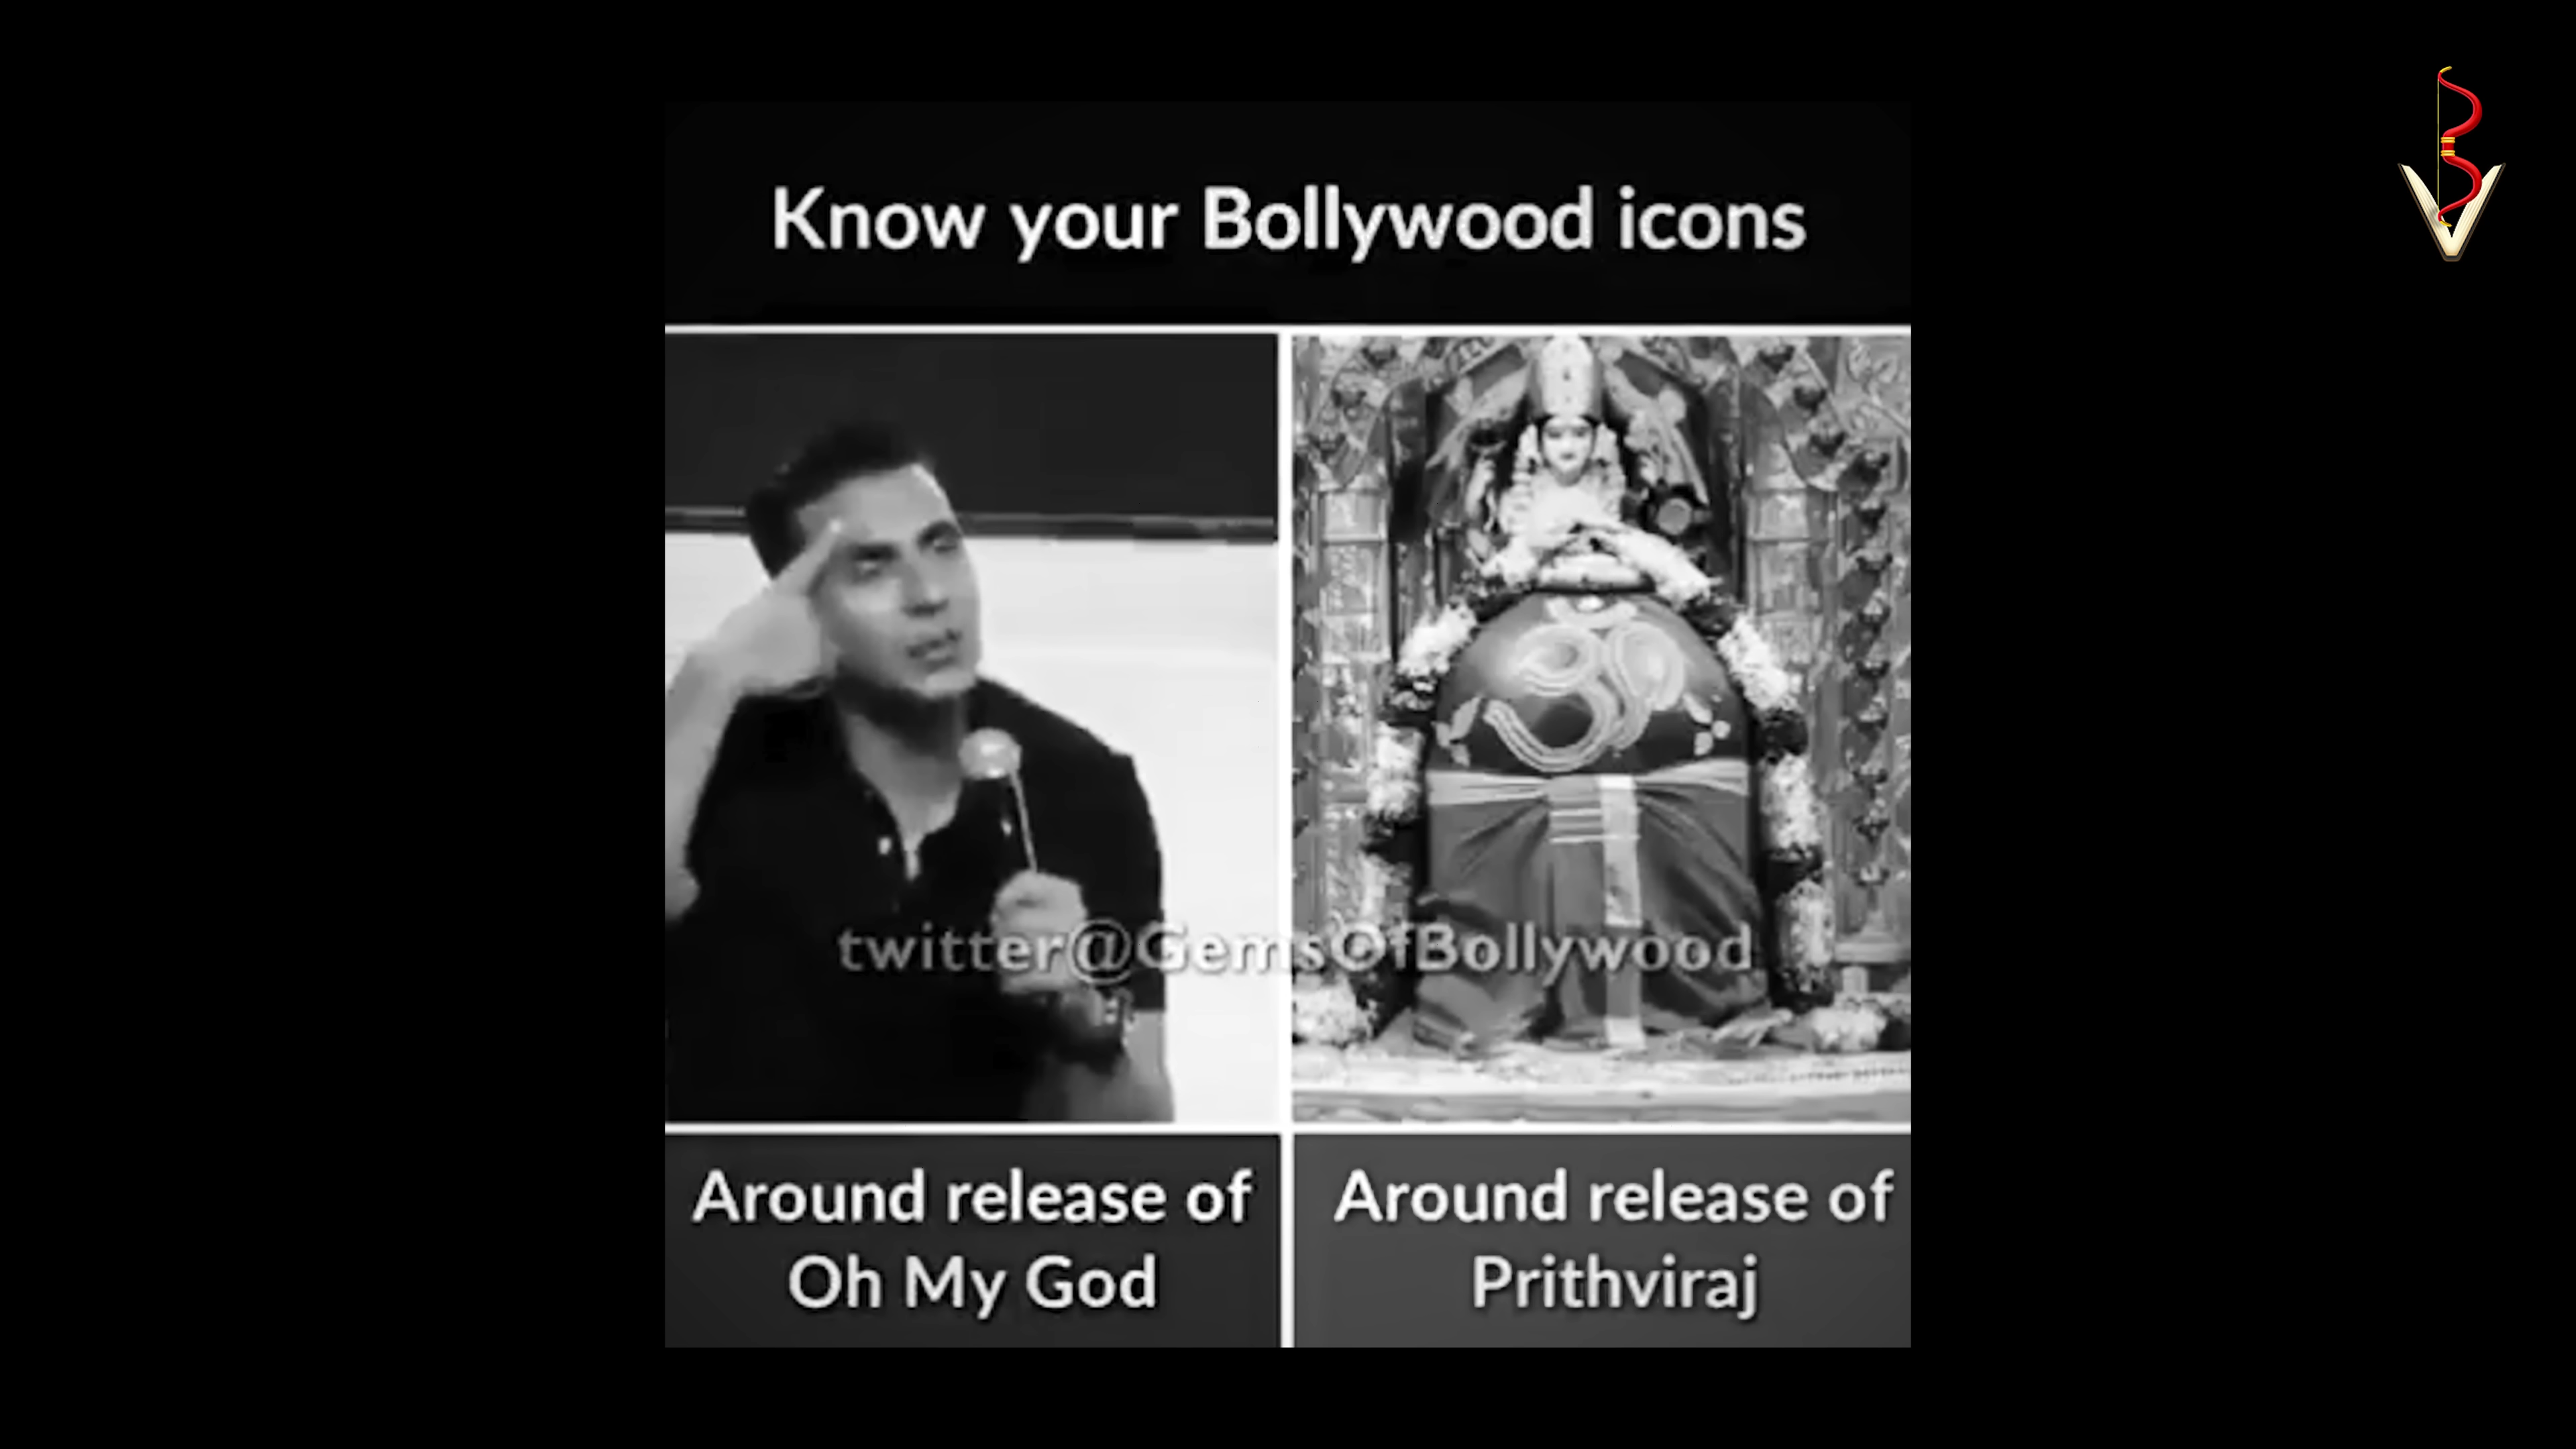 Know your Bollywood icons
ॐ
twitter@GemsOfBollywood
Around release of
Oh My God
Around release of
Prithviraj